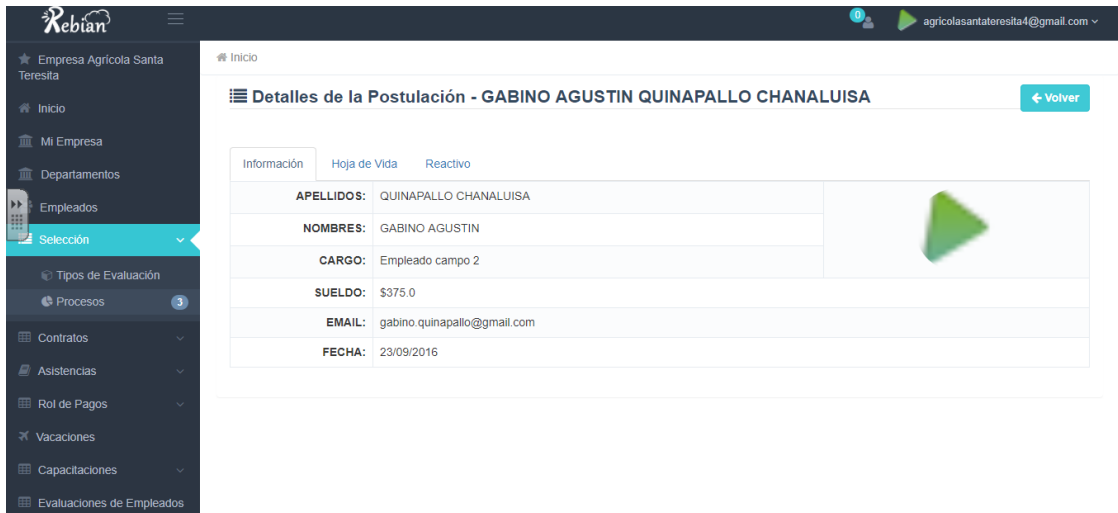 Rebian
0
agricolasantateresita4@gmail.com
Empresa Agrícola Santa
Teresita
Inicio
Mi Empresa
Departamentos
Empleados
Selección
Tipos de Evaluación
Procesos 3
Contratos
Asistencias
Rol de Pagos
Vacaciones
Capacitaciones
Evaluaciones de Empleados
Inicio
Detalles de la Postulación - GABINO AGUSTIN QUINAPALLO CHANALUISA
Volver
Información Hoja de Vida Reactivo
APELLIDOS: QUINAPALLO CHANALUISA
NOMBRES: GABINO AGUSTIN
CARGO: Empleado campo 2
SUELDO: $375.0
EMAIL: gabino.quinapallo@gmail.com
FECHA: 23/09/2016